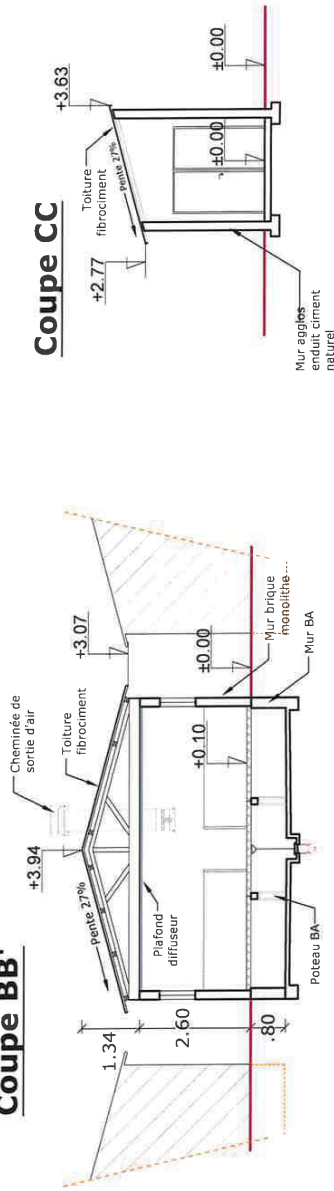 Coupe BB'
Cheminée de
sortie d'air
+3.94
Toiture
fibrociment
Pente 27%
+3.07
1.34
2.60
.80
Plafond
diffuseur
+0.10
±0.00
Mur brique
monolithe
Mur BA
Poteau BA
Coupe CC
+3.63
Toiture
fibrociment
Pente 27%
+2.77
±0.00
±0.00
Mur agglos
enduit ciment
naturel